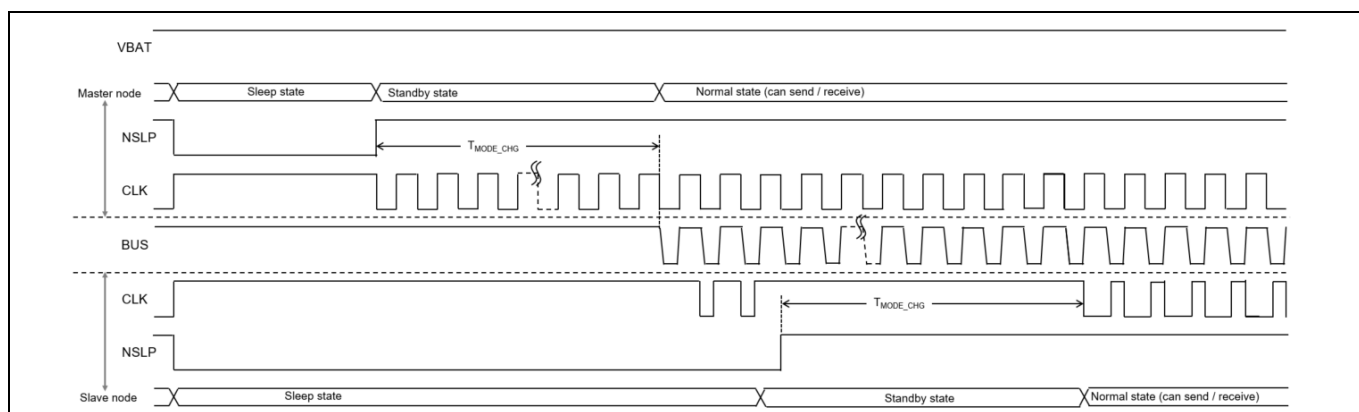 VBAT
Master node Sleep state Standby state Normal state (can send / receive)
NSLP
TMODE_CHG
CLK
BUS
CLK
TMODE_CHG
NSLP
Slave node Sleep state Standby state Normal state (can send / receive)